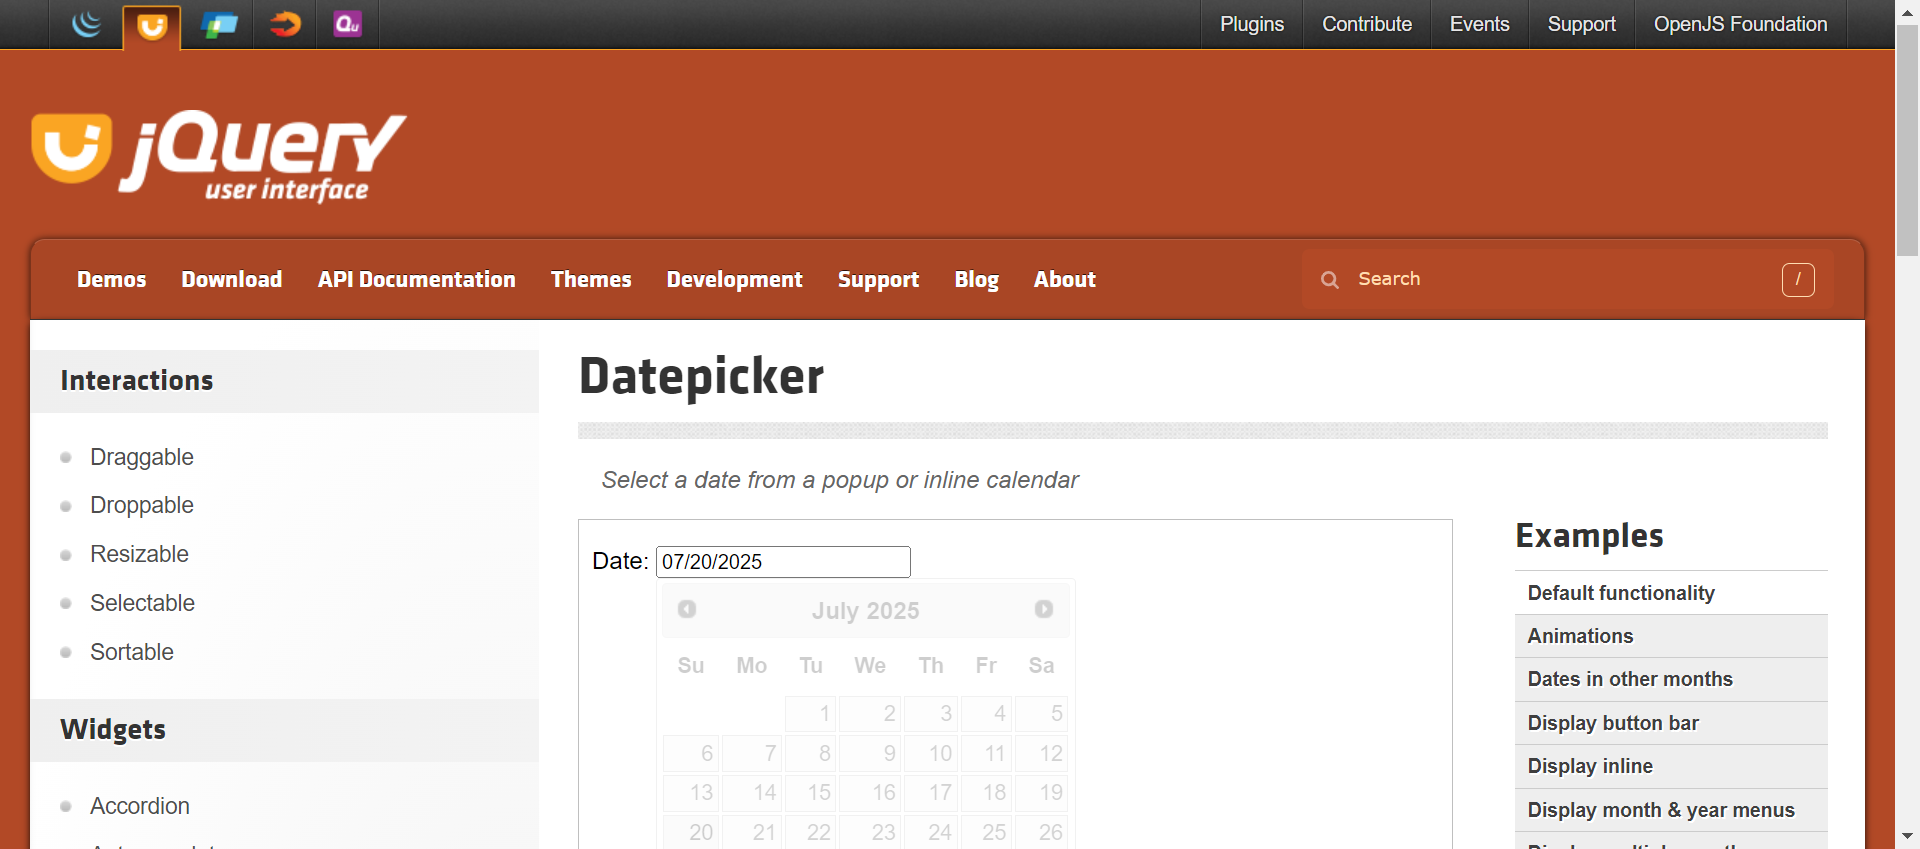 Plugins Contribute Events Support OpenJS Foundation
jQuery
user interface
Demos Download API Documentation Themes Development Support Blog About Search /
Interactions
Draggable
Droppable
Resizable
Selectable
Sortable
Widgets
Accordion
Datepicker
Select a date from a popup or inline calendar
Date: 07/20/2025
July 2025
Su Mo Tu We Th Fr Sa
1 2 3 4 5
6 7 8 9 10 11 12
13 14 15 16 17 18 19
20 21 22 23 24 25 26
Examples
Default functionality
Animations
Dates in other months
Display button bar
Display inline
Display month & year menus